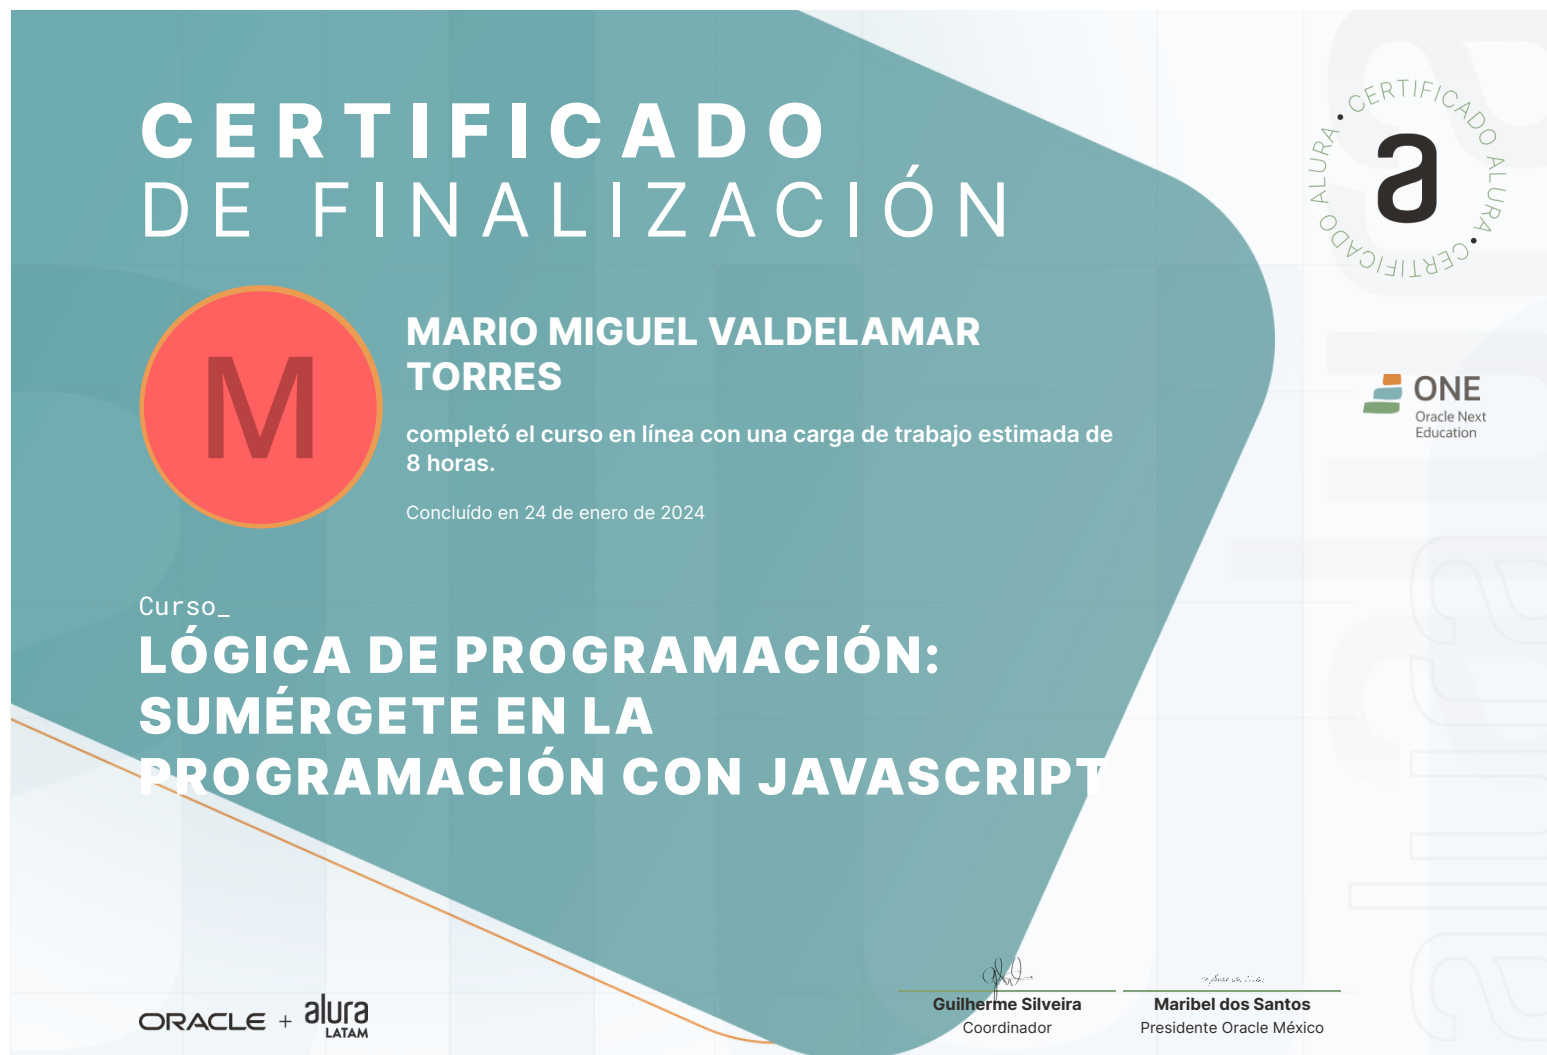 CERTIFICADO
DE FINALIZACIÓN
CERTIFICADO ALURA • CERTIFICADO ALURA •
a
M
MARIO MIGUEL VALDELAMAR
TORRES
completó el curso en línea con una carga de trabajo estimada de
8 horas.
Concluído en 24 de enero de 2024
ONE
Oracle Next
Education
Curso_
LÓGICA DE PROGRAMACIÓN:
SUMÉRGETE EN LA
PROGRAMACIÓN CON JAVASCRIPT
ORACLE + alura
LATAM
Guilherme Silveira
Coordinador
Maribel dos Santos
Presidente Oracle México
alura
alura